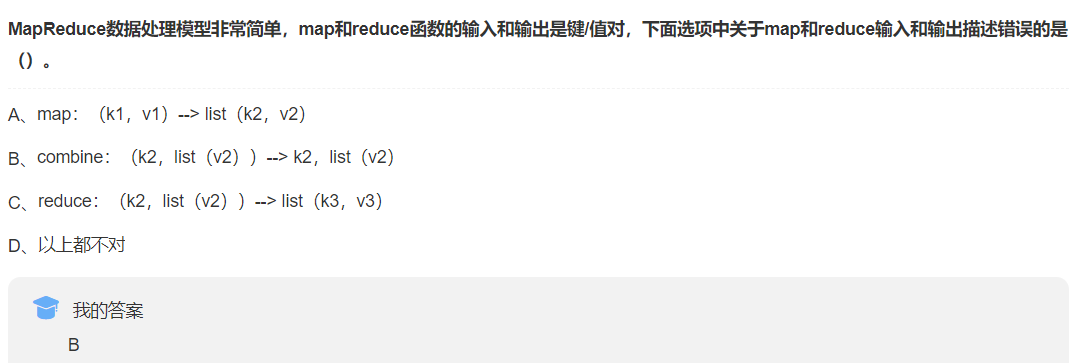 MapReduce数据处理模型非常简单，map和reduce函数的输入和输出是键/值对，下面选项中关于map和reduce输入和输出描述错误的是
（）。
A、map：（k1，v1）--> list（k2，v2）
B、combine：（k2，list（v2））--> k2，list（v2）
C、reduce：（k2，list（v2））--> list（k3，v3）
D、以上都不对
我的答案
B